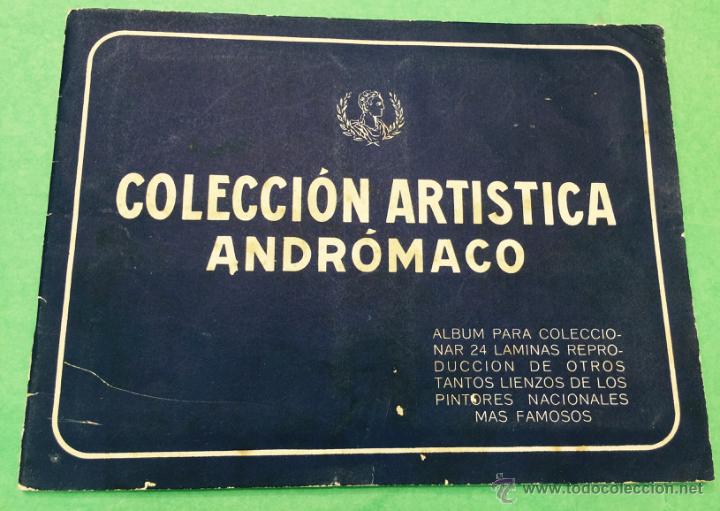 COLECCIÓN ARTISTICA
ANDRÓMACO
ALBUM PARA COLECCIO-
NAR 24 LAMINAS REPRO-
DUCCION DE OTROS
TANTOS LIENZOS DE LOS
PINTORES NACIONALES
MAS FAMOSOS
© www.todocoleccion.net